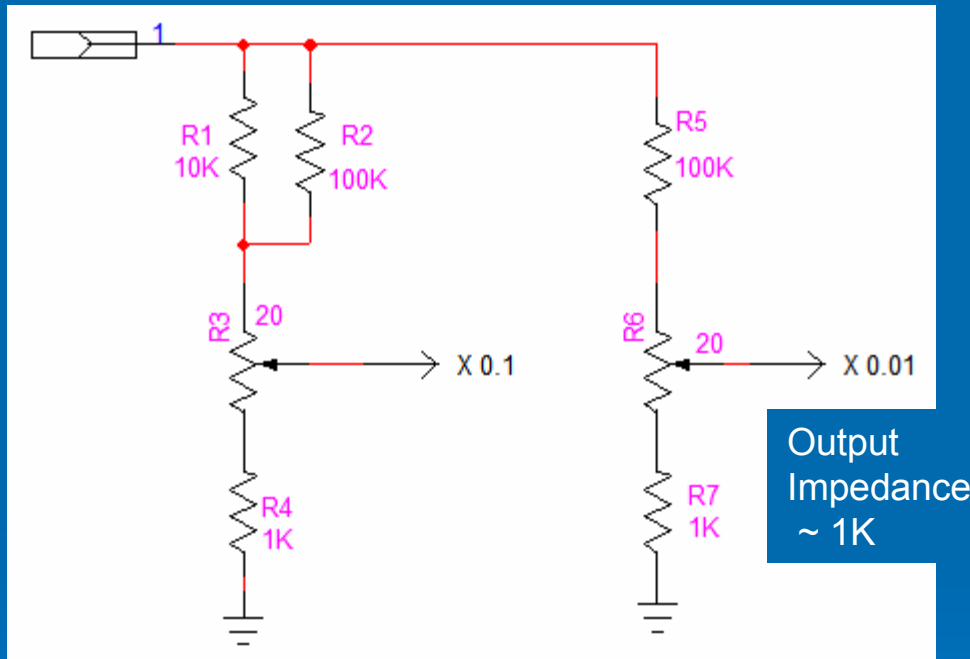 1
R1
10K
R2
100K
R5
100K
R3
20
X 0.1
R6
20
X 0.01
R4
1K
R7
1K
Output
Impedance
~ 1K